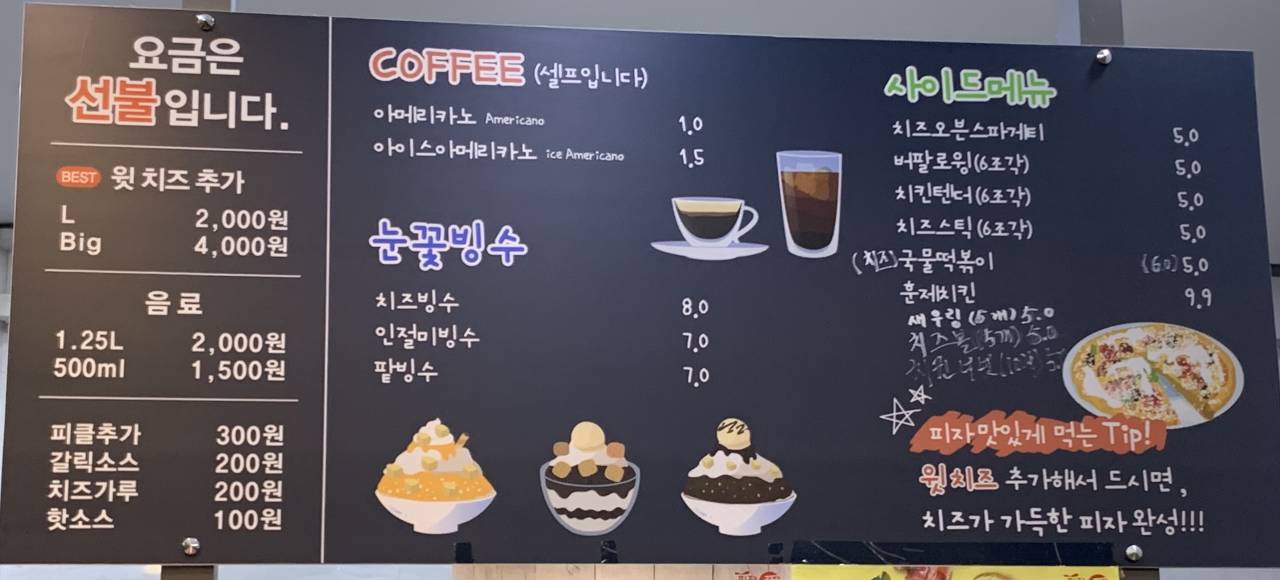 요금은
선불입니다.
BEST 윗 치즈 추가
L 2,000원
Big 4,000원
음료
1.25L 2,000원
500ml 1,500원
피클추가 300원
갈릭소스 200원
치즈가루 200원
핫소스 100원
COFFEE (셀프입니다)
아메리카노 Americano 1.0
아이스아메리카노 ice Americano 1.5
눈꽃빙수
치즈빙수 8.0
인절미빙수 7.0
팥빙수 7.0
사이드메뉴
치즈오븐스파게티 5.0
버팔로윙(6조각) 5.0
치킨텐더(6조각) 5.0
치즈스틱(6조각) 5.0
(치즈)국물떡볶이 (6.0) 5.0
훈제치킨 9.9
새우링(5개) 5.0
치즈볼(5개) 5.0
피자맛있게 먹는 Tip!
윗치즈 추가해서 드시면,
치즈가 가득한 피자 완성!!!